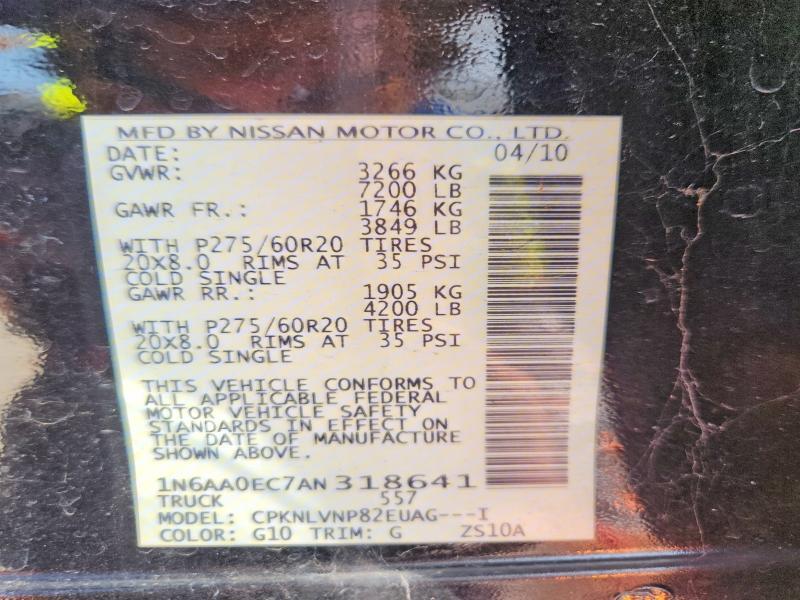 MFD BY NISSAN MOTOR CO., LTD.
DATE: 04/10
GVWR: 3266 KG
7200 LB
GAWR FR.: 1746 KG
3849 LB
WITH P275/60R20 TIRES
20X8.0 RIMS AT 35 PSI
COLD SINGLE
GAWR RR.: 1905 KG
4200 LB
WITH P275/60R20 TIRES
20X8.0 RIMS AT 35 PSI
COLD SINGLE
THIS VEHICLE CONFORMS TO
ALL APPLICABLE FEDERAL
MOTOR VEHICLE SAFETY
STANDARDS IN EFFECT ON
THE DATE OF MANUFACTURE
SHOWN ABOVE.
1N6AA0EC7AN318641
TRUCK 557
MODEL: CPKNLVNP82EUAG---I
COLOR: G10 TRIM: G ZS10A